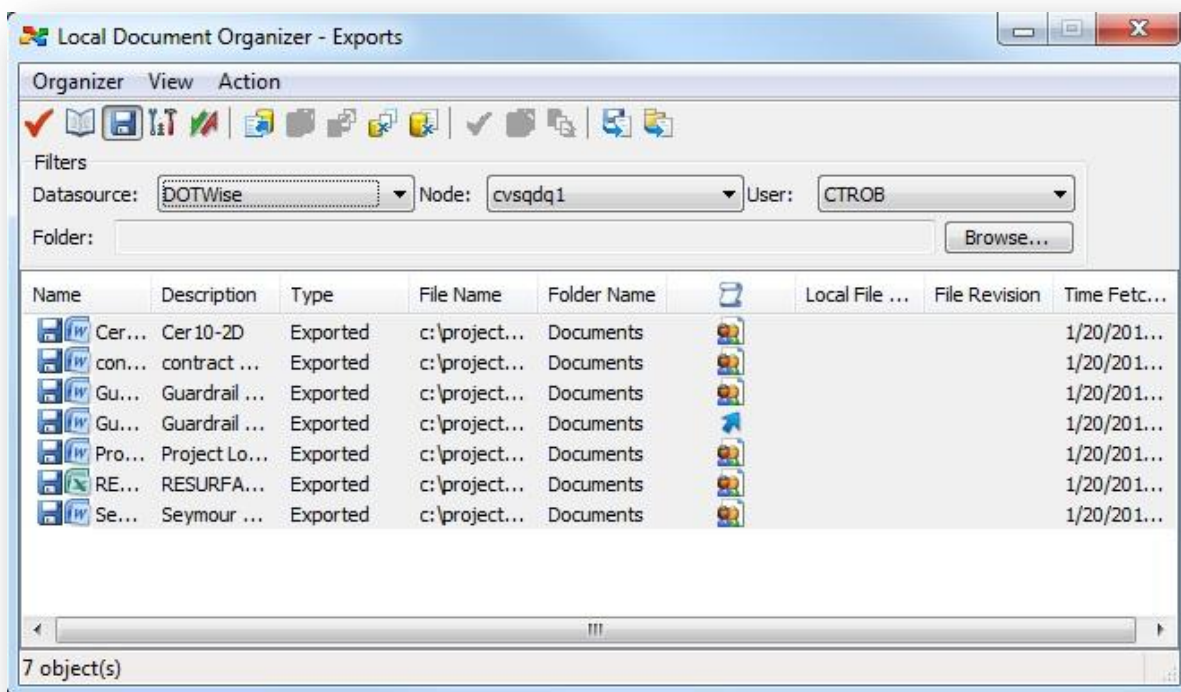 Local Document Organizer - Exports
Organizer View Action
Filters
Datasource: DOTWise Node: cvsqdq1 User: CTROB
Folder: Browse...
Name Description Type File Name Folder Name Local File ... File Revision Time Fetc...
Cer... Cer10-2D Exported c:\project... Documents 1/20/201...
con... contract ... Exported c:\project... Documents 1/20/201...
Gu... Guardrail ... Exported c:\project... Documents 1/20/201...
Gu... Guardrail ... Exported c:\project... Documents 1/20/201...
Pro... Project Lo... Exported c:\project... Documents 1/20/201...
RE... RESURFA... Exported c:\project... Documents 1/20/201...
Se... Seymour ... Exported c:\project... Documents 1/20/201...
7 object(s)